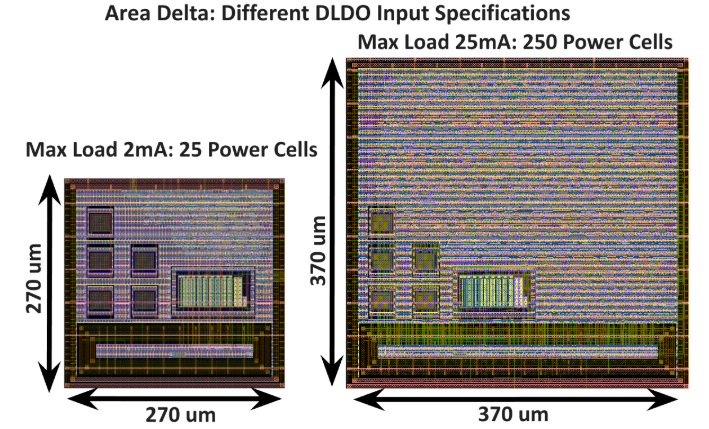 Area Delta: Different DLDO Input Specifications
Max Load 25mA: 250 Power Cells
Max Load 2mA: 25 Power Cells
270 um
370 um
270 um
370 um